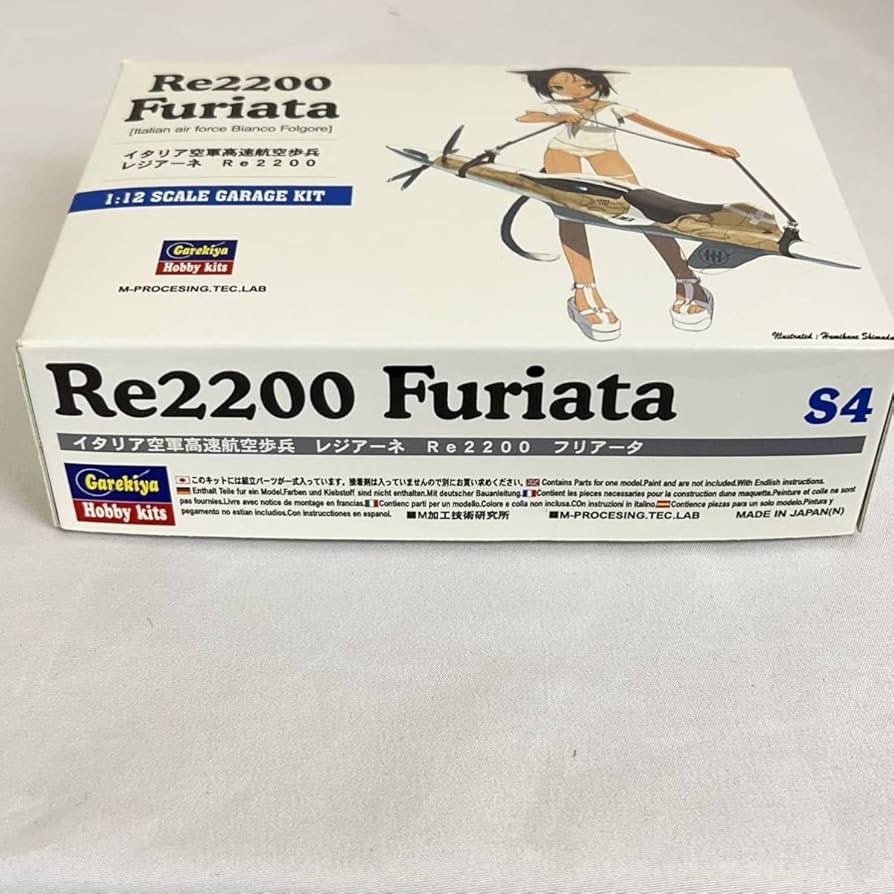 Re2200
Furiata
[Italian air force Bianco Folgore]
イタリア空軍高速航空歩兵
レジアーネ Re2200
1:12 SCALE GARAGE KIT
Garekiya
Hobby kits
M-PROCESING,TEC.LAB
Illustrated : Humikane Shimada
Re2200 Furiata
S4
イタリア空軍高速航空歩兵 レジアーネ Re2200 フリアータ
Garekiya
Hobby kits
このキットには組立パーツが一式入っています。接着剤は入っていませんので別にお買い求めください。 Contains Parts for one model.Paint and are not included.With Endlish instructions.
Enthalt Teile fur ein Model.Farben und Klebstoff sind nicht enthalten.Mit deutscher Bauanleitung. Contient les pieces necessaries pour la construction dune maquette.Peinture et colle ne sont
pas fournies.Livre avec notice de montage en francias. Contienc parti per un modello.Colore e colla non inclusa.COn instruzioni in italino. Contience piezas para un solo modelo.Pintura y
pegamento no estian includios.Con instrucctiones en espanol. ■M加工技術研究所 ■M-PROCESING.TEC.LAB MADE IN JAPAN(N)